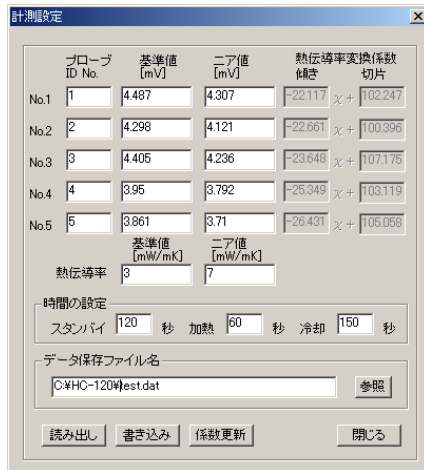 計測設定
プローブ 基準値 ニア値 熱伝導率変換係数
ID No. [mV] [mV] 傾き 切片
No.1 1 4.487 4.307 -22.117 χ + 102.247
No.2 2 4.298 4.121 -22.661 χ + 100.396
No.3 3 4.405 4.236 -23.648 χ + 107.175
No.4 4 3.95 3.792 -25.349 χ + 103.119
No.5 5 3.861 3.71 -26.431 χ + 105.058
基準値 ニア値
[mW/mK] [mW/mK]
熱伝導率 3 7
時間の設定
スタンバイ 120 秒 加熱 60 秒 冷却 150 秒
データ保存ファイル名
C:¥HC-120¥test.dat 参照
読み出し 書き込み 係数更新 閉じる